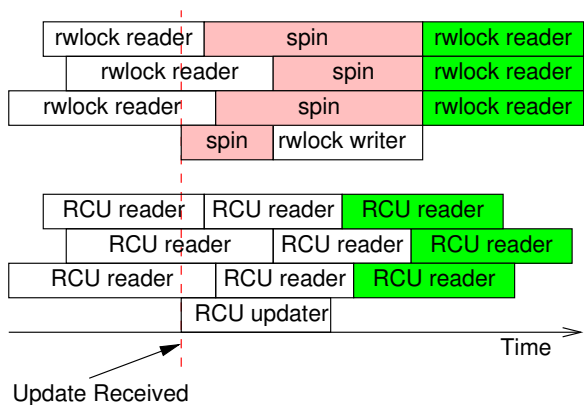 rwlock reader spin rwlock reader
rwlock reader spin rwlock reader
rwlock reader spin rwlock reader
spin rwlock writer
RCU reader RCU reader RCU reader
RCU reader RCU reader RCU reader
RCU reader RCU reader RCU reader
RCU updater
Time
Update Received